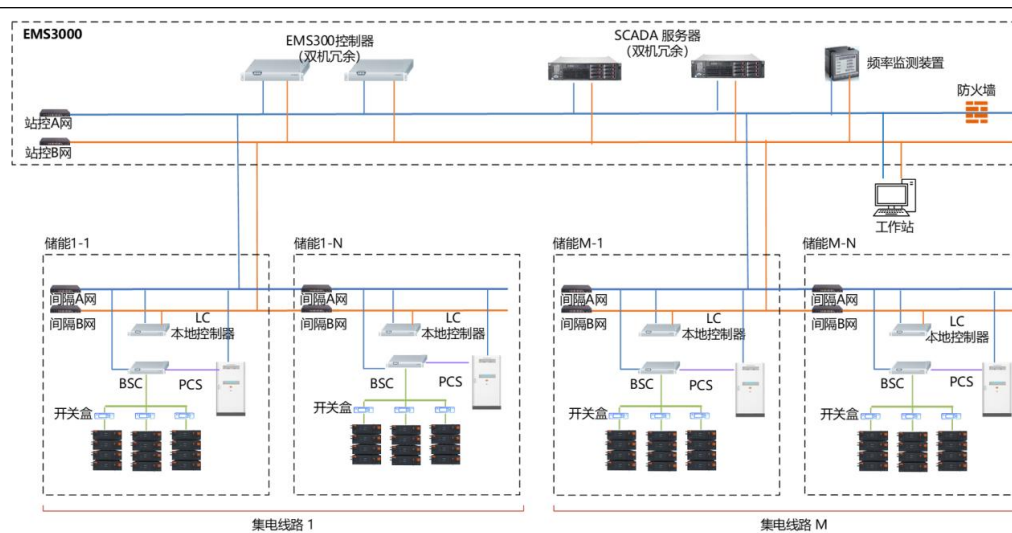 EMS3000
EMS300控制器
(双机冗余)
SCADA 服务器
(双机冗余)
频率监测装置
防火墙
站控A网
站控B网
工作站
储能1-1
间隔A网
间隔B网
LC
本地控制器
BSC
PCS
开关盒
储能1-N
间隔A网
间隔B网
LC
本地控制器
BSC
PCS
开关盒
储能M-1
间隔A网
间隔B网
LC
本地控制器
BSC
PCS
开关盒
储能M-N
间隔A网
间隔B网
LC
本地控制器
BSC
PCS
开关盒
集电线路 1
集电线路 M